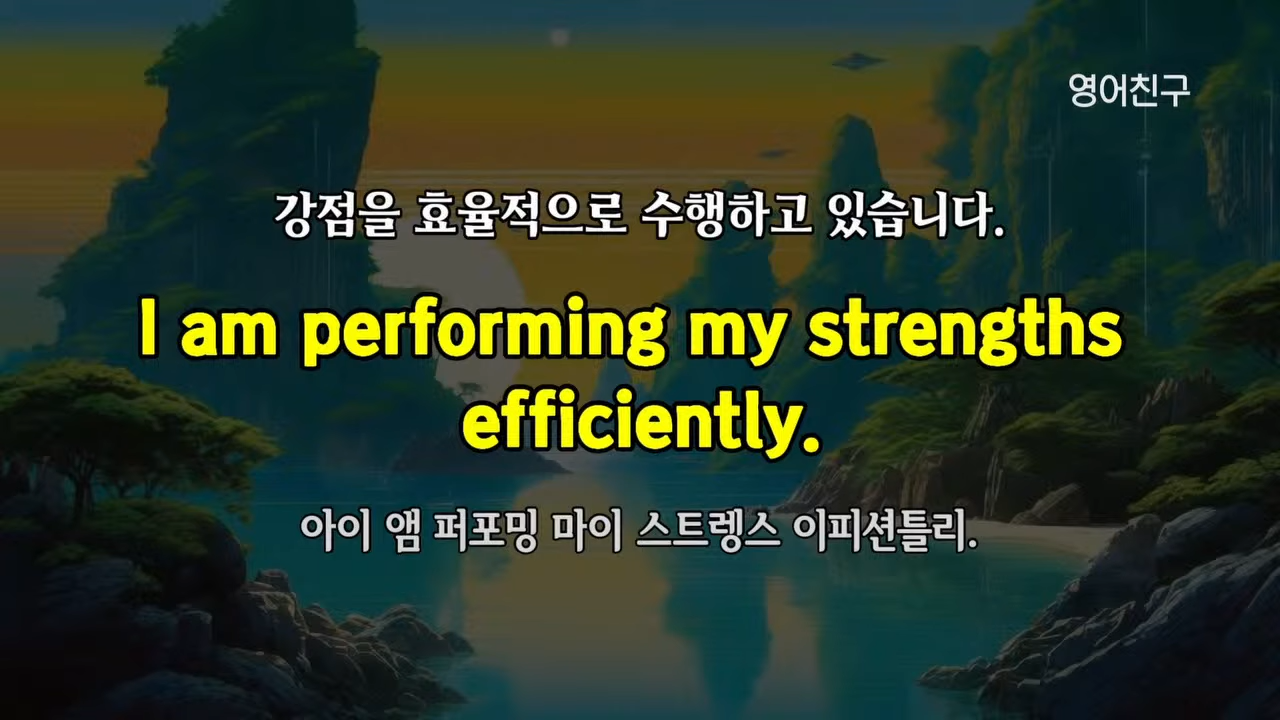 영어친구
강점을 효율적으로 수행하고 있습니다.
I am performing my strengths
efficiently.
아이 앰 퍼포밍 마이 스트렝스 이피션틀리.